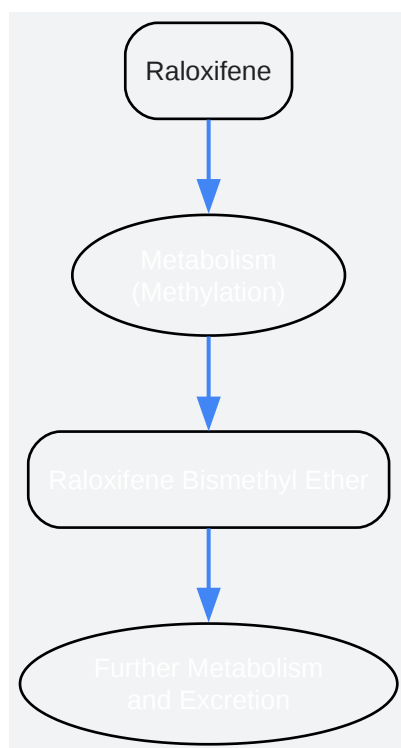 Raloxifene
Metabolism
(Methylation)
Raloxifene Bismethyl Ether
Further Metabolism
and Excretion